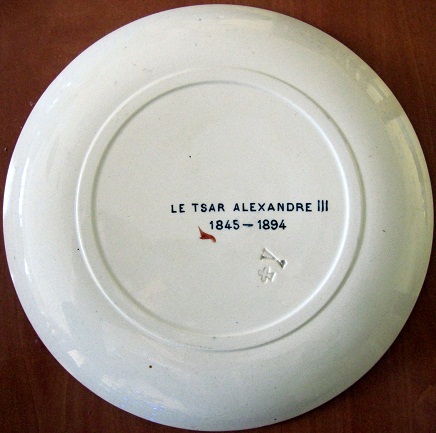 LE TSAR ALEXANDRE III
1845 — 1894